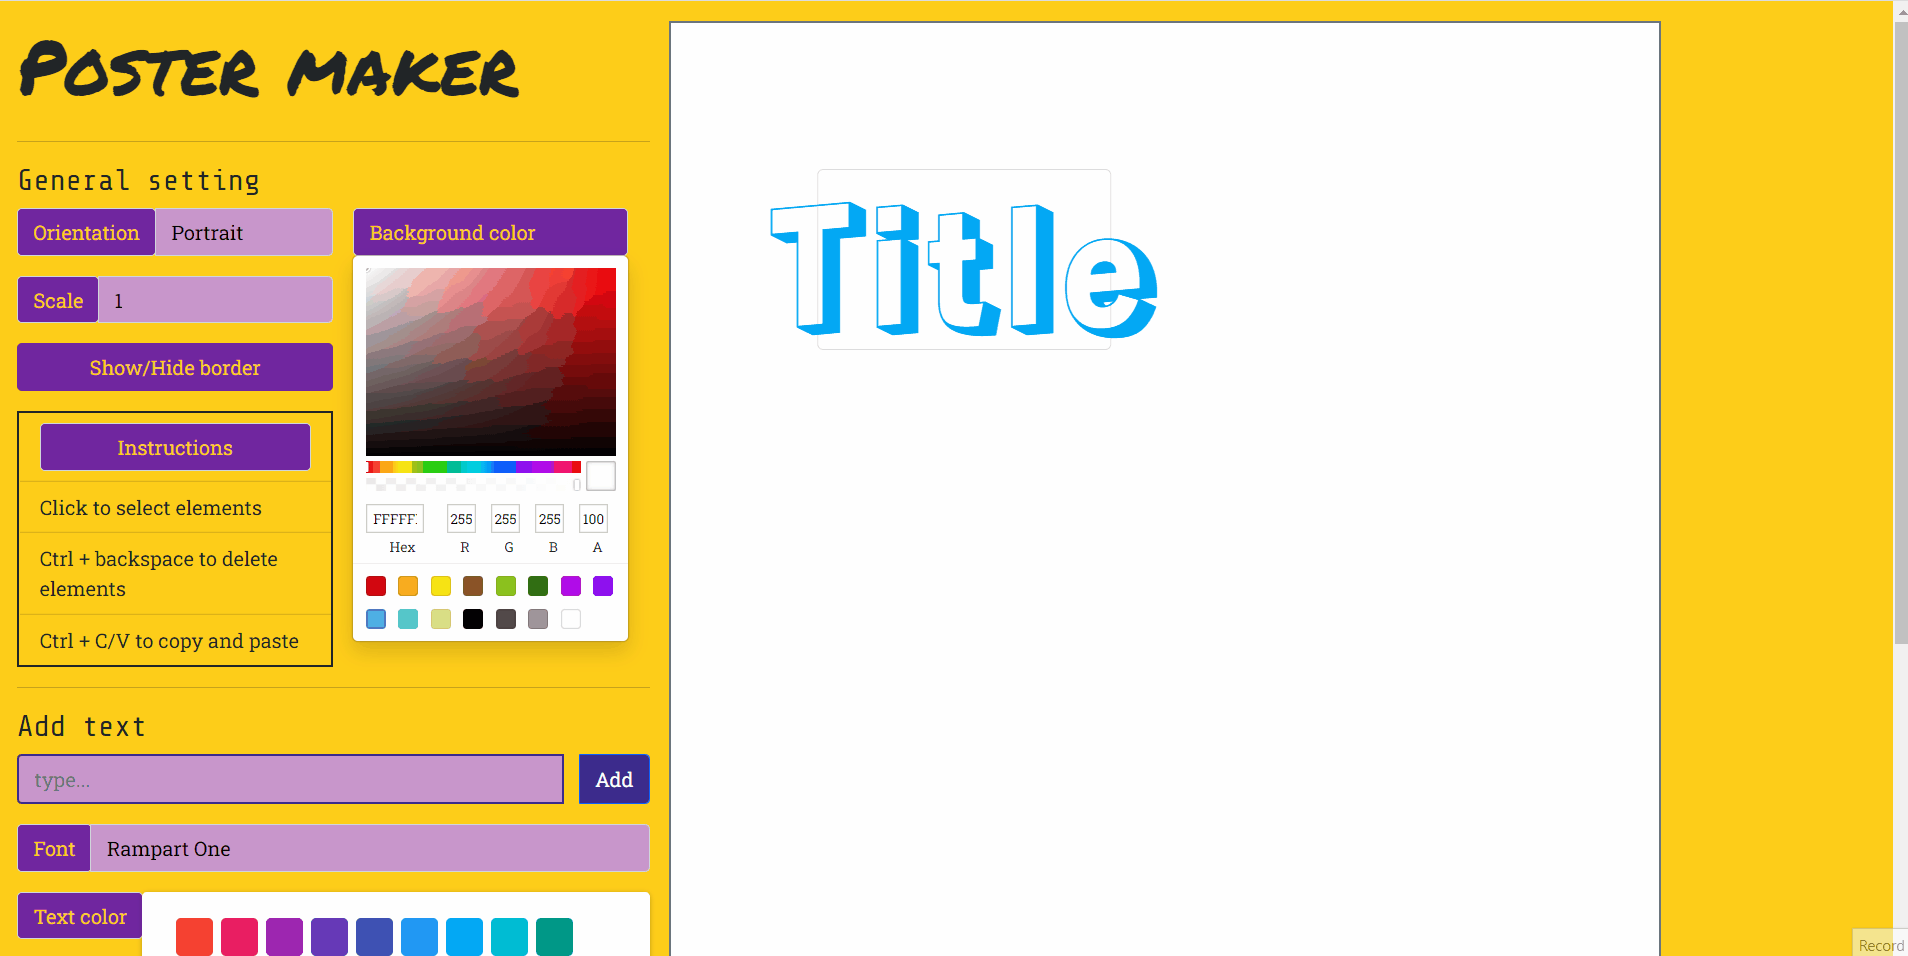 Poster maker
General setting
Orientation Portrait
Background color
Scale 1
Show/Hide border
Instructions
Click to select elements
Ctrl + backspace to delete
elements
Ctrl + C/V to copy and paste
FFFFF 255 255 255 100
Hex R G B A
Add text
type... Add
Font Rampart One
Text color
Title
Record